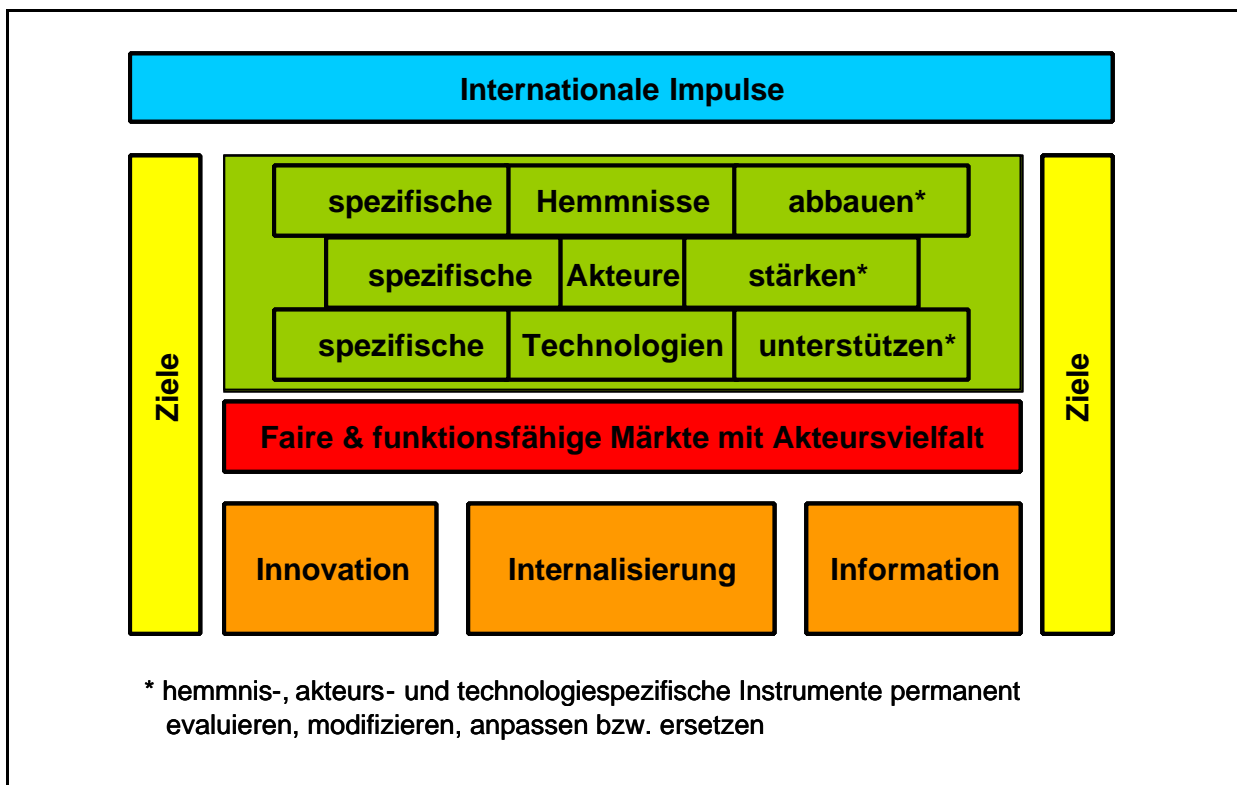 Internationale Impulse
Ziele
spezifische Hemmnisse abbauen*
spezifische Akteure stärken*
spezifische Technologien unterstützen*
Ziele
Faire & funktionsfähige Märkte mit Akteursvielfalt
Innovation
Internalisierung
Information
* hemmnis-, akteurs- und technologiespezifische Instrumente permanent
evaluieren, modifizieren, anpassen bzw. ersetzen